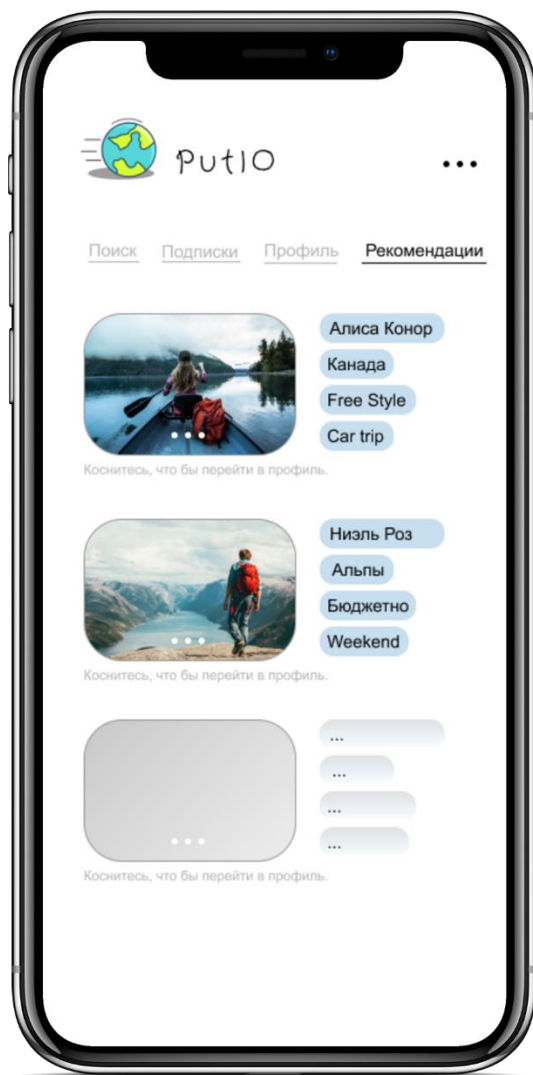 PUTIO
...
Поиск Подписки Профиль Рекомендации
Алиса Конор
Канада
Free Style
Car trip
Коснитесь, что бы перейти в профиль.
Ниэль Роз
Альпы
Бюджетно
Weekend
Коснитесь, что бы перейти в профиль.
...
...
...
...
Коснитесь, что бы перейти в профиль.